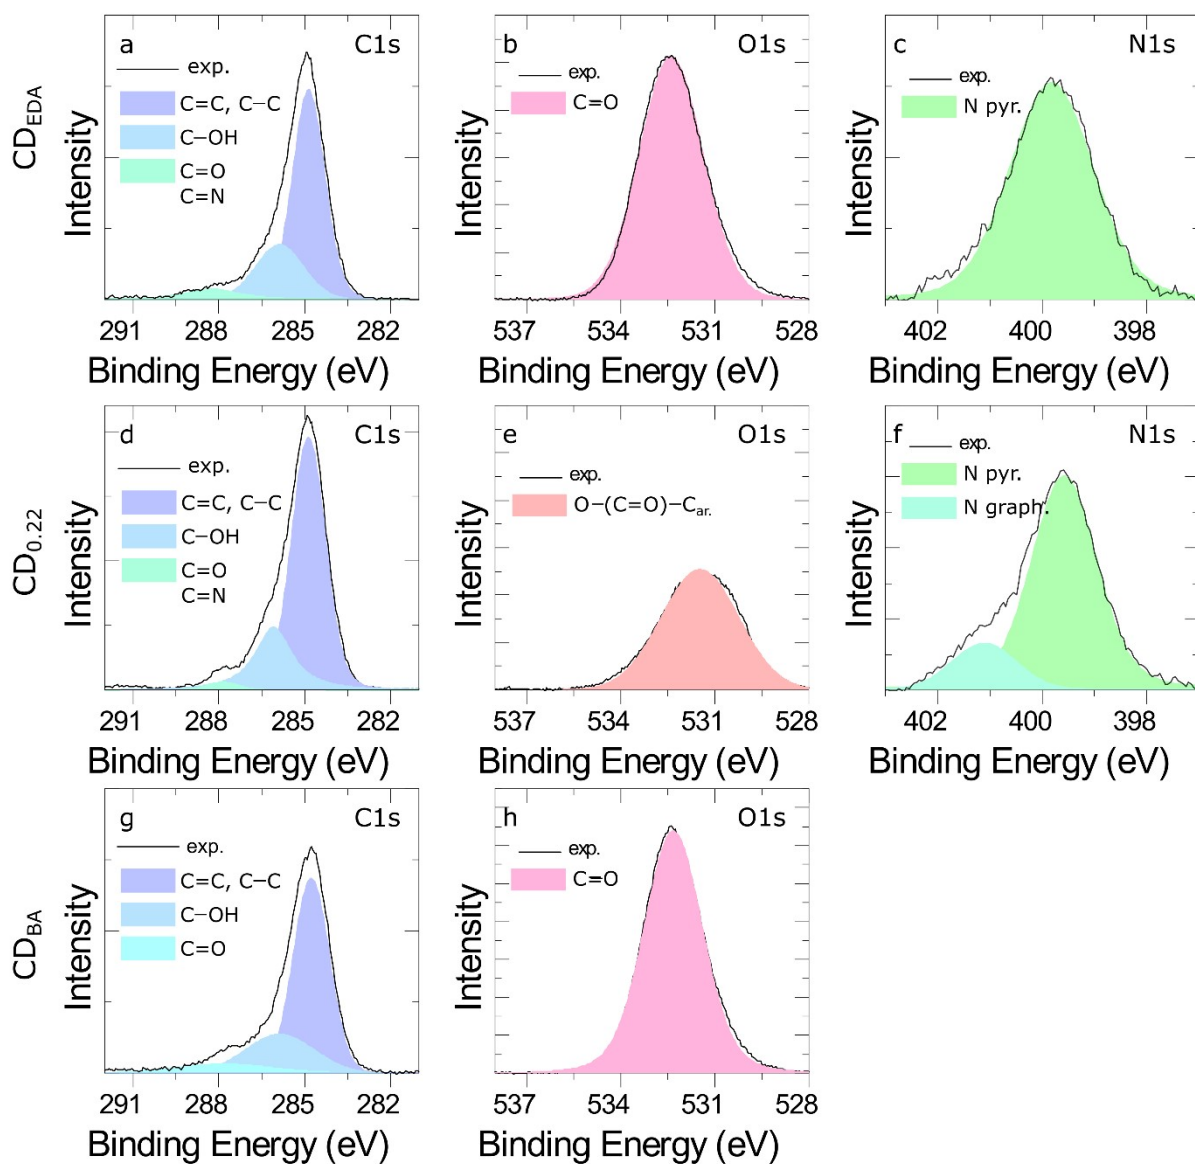 CD_EDA
Intensity
a
C1s
exp.
C=C, C−C
C−OH
C=O
C=N
291 288 285 282
Binding Energy (eV)
Intensity
b
O1s
exp.
C=O
537 534 531 528
Binding Energy (eV)
Intensity
c
N1s
exp.
N pyr.
402 400 398
Binding Energy (eV)
CD_0.22
Intensity
d
C1s
exp.
C=C, C−C
C−OH
C=O
C=N
291 288 285 282
Binding Energy (eV)
Intensity
e
O1s
exp.
O−(C=O)−C_ar.
537 534 531 528
Binding Energy (eV)
Intensity
f
N1s
exp.
N pyr.
N graph.
402 400 398
Binding Energy (eV)
CD_BA
Intensity
g
C1s
exp.
C=C, C−C
C−OH
C=O
291 288 285 282
Binding Energy (eV)
Intensity
h
O1s
exp.
C=O
537 534 531 528
Binding Energy (eV)